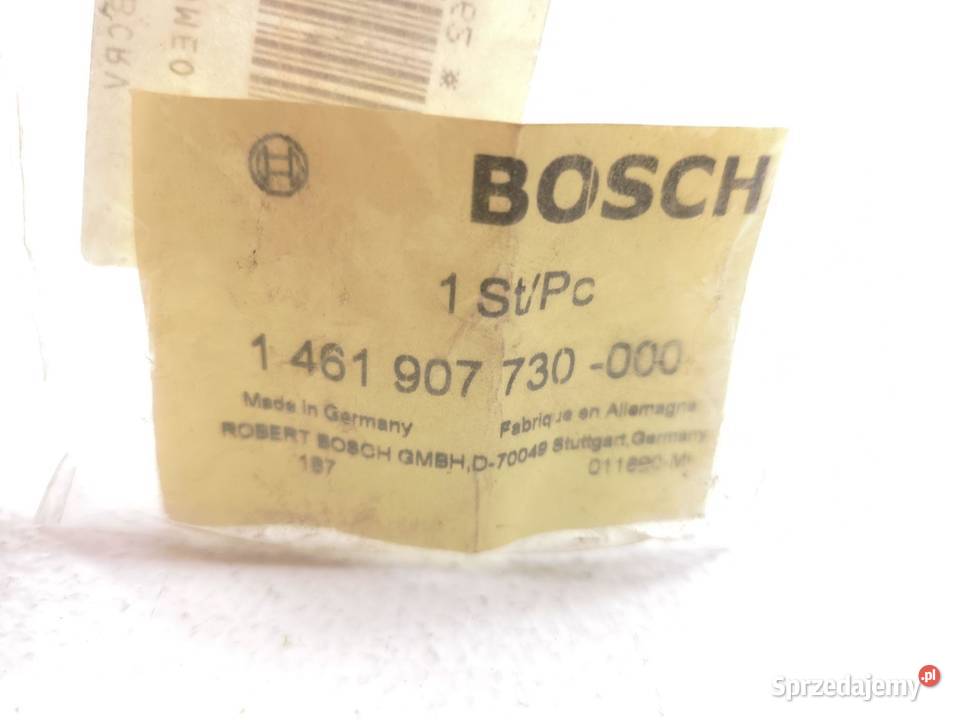 BOSCH
1 St/Pc
1 461 907 730 -000
Made in Germany Fabrique en Allemagne
ROBERT BOSCH GMBH, D-70049 Stuttgart, Germany
187
Sprzedajemy.pl